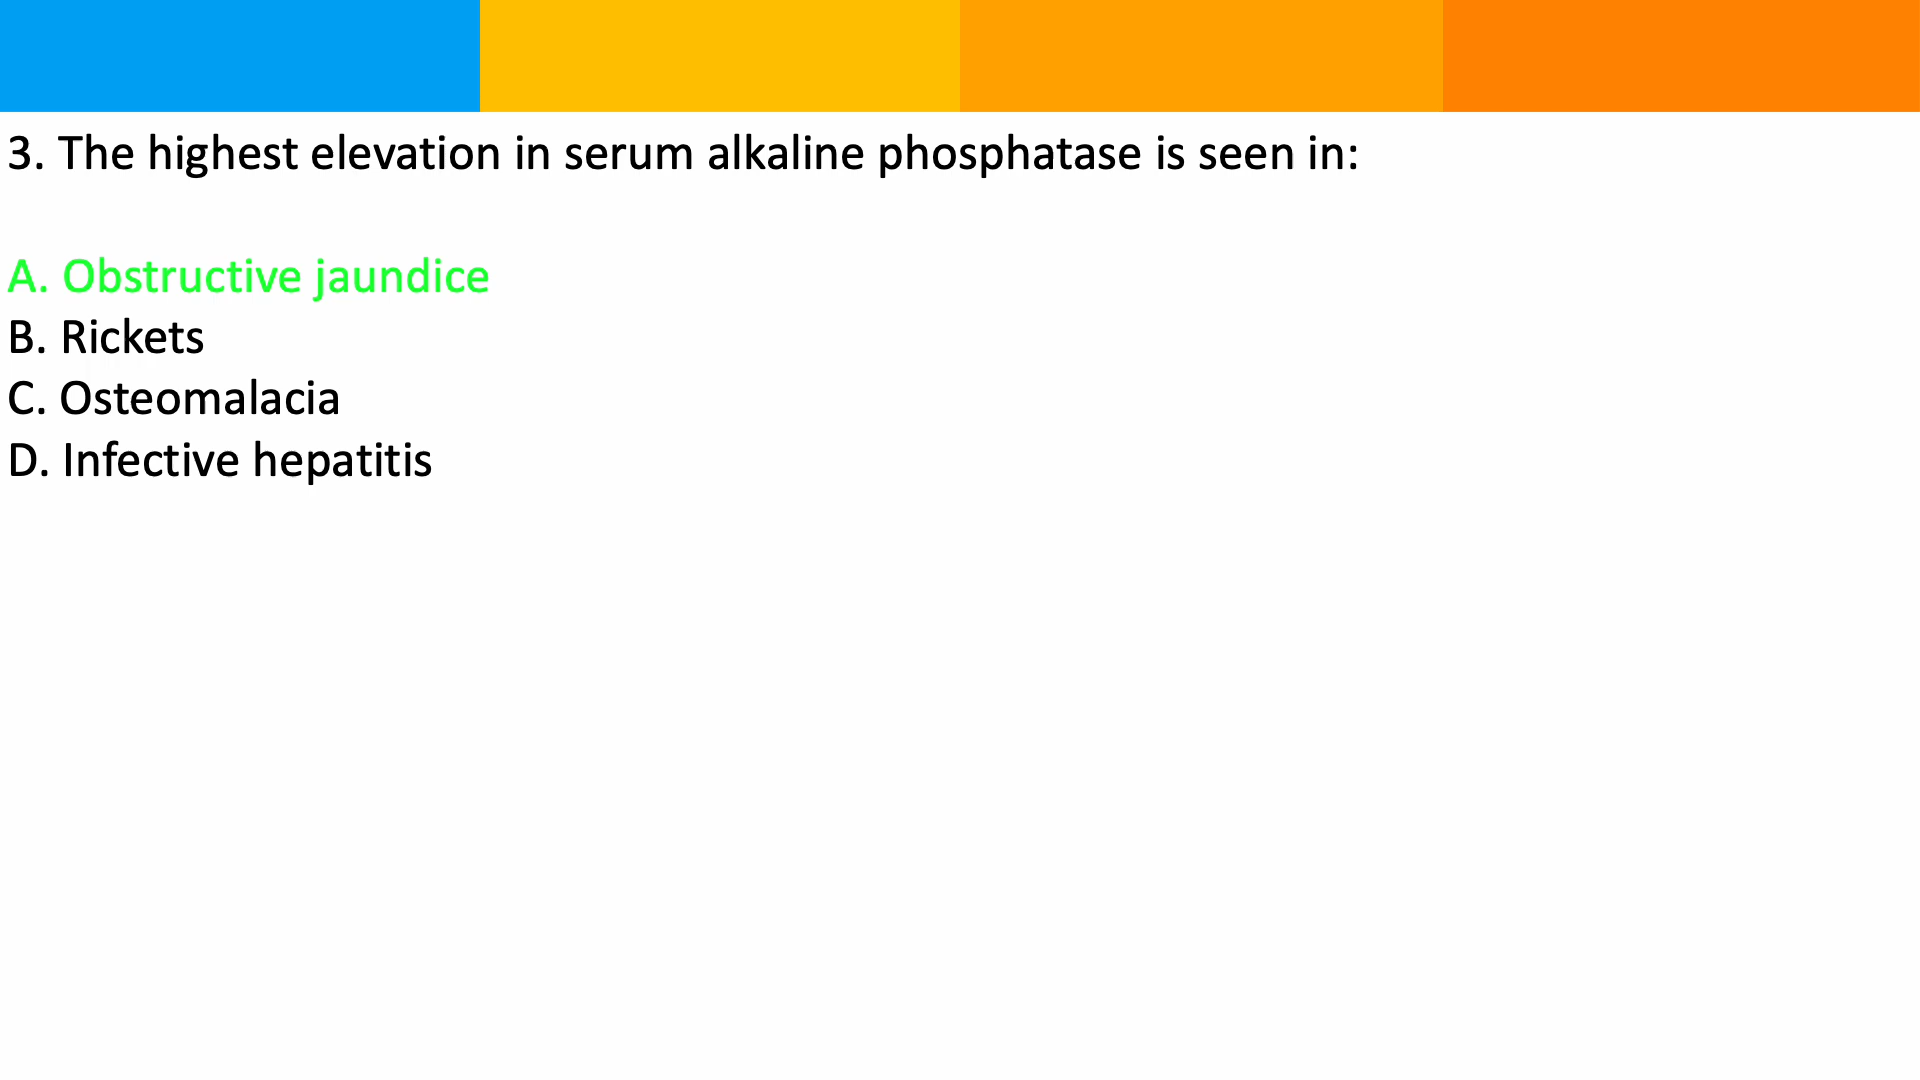 3. The highest elevation in serum alkaline phosphatase is seen in:
A. Obstructive jaundice
B. Rickets
C. Osteomalacia
D. Infective hepatitis